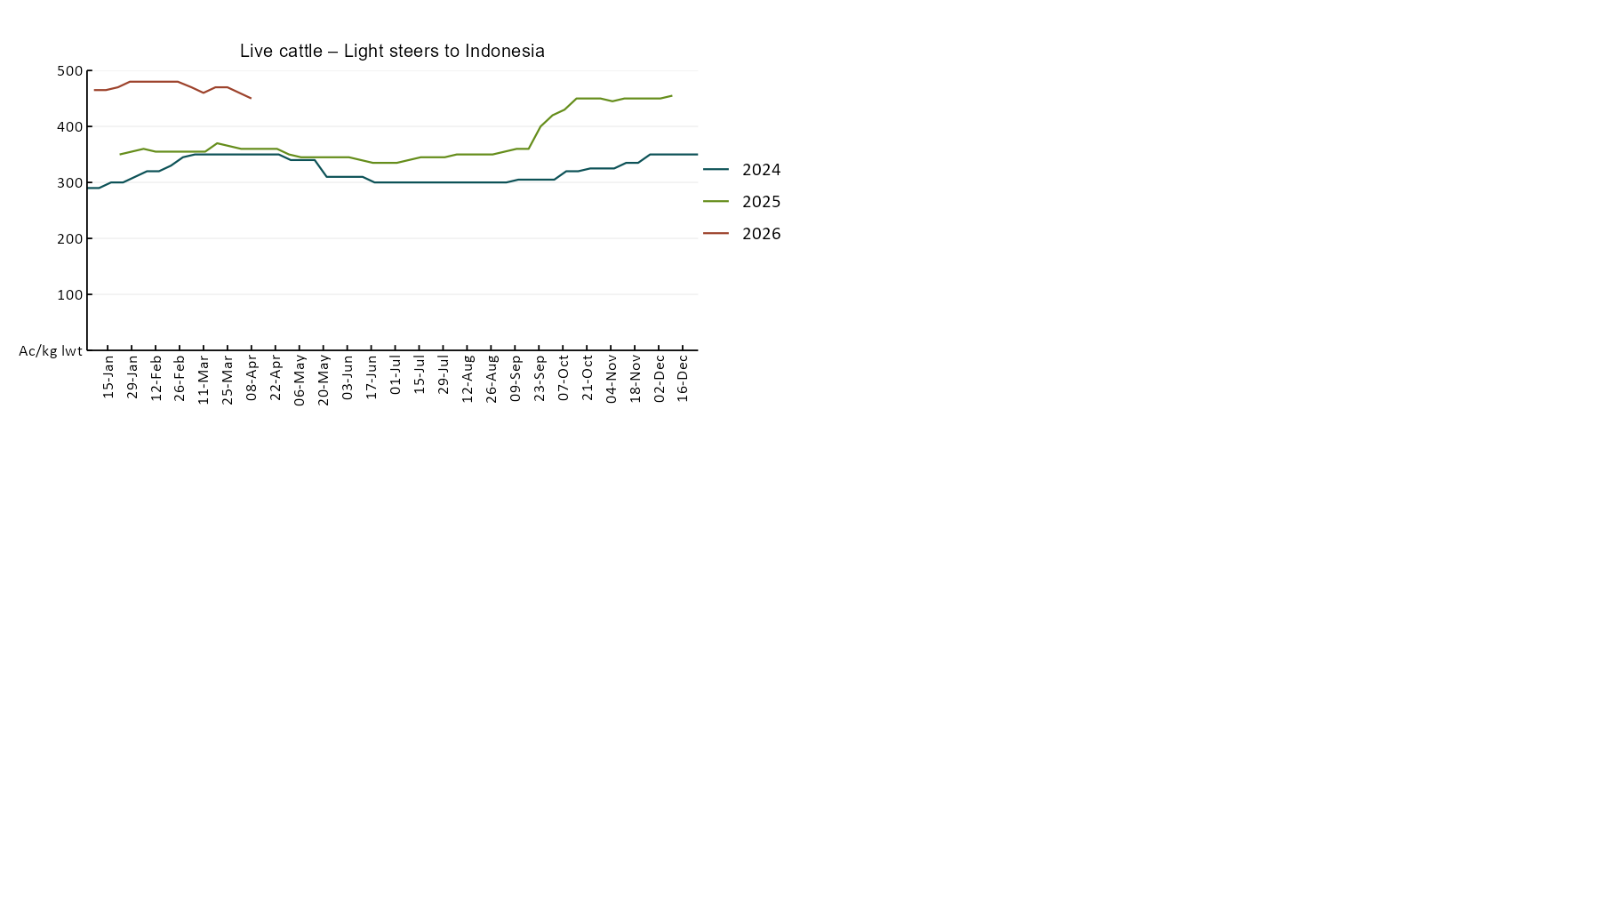 Live cattle – Light steers to Indonesia
500
400
300
200
100
Ac/kg lwt
15-Jan
29-Jan
12-Feb
26-Feb
11-Mar
25-Mar
08-Apr
22-Apr
06-May
20-May
03-Jun
17-Jun
01-Jul
15-Jul
29-Jul
12-Aug
26-Aug
09-Sep
23-Sep
07-Oct
21-Oct
04-Nov
18-Nov
02-Dec
16-Dec
2024
2025
2026